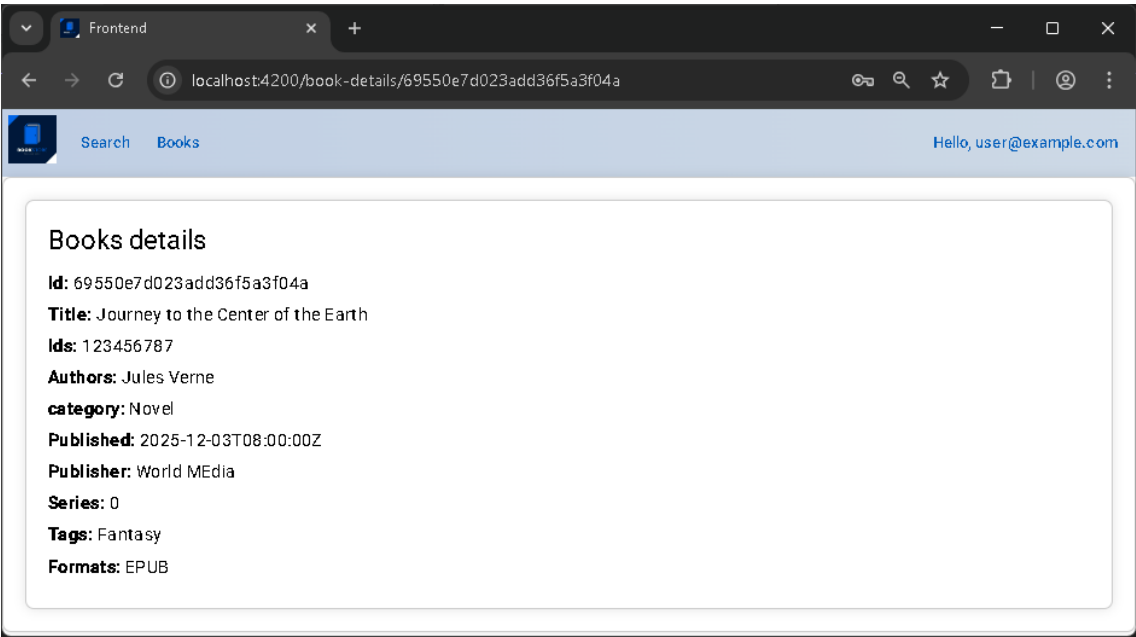 Frontend
localhost:4200/book-details/69550e7d023add36f5a3f04a
Search Books Hello, user@example.com
Books details
Id: 69550e7d023add36f5a3f04a
Title: Journey to the Center of the Earth
Ids: 123456787
Authors: Jules Verne
category: Novel
Published: 2025-12-03T08:00:00Z
Publisher: World MEdia
Series: 0
Tags: Fantasy
Formats: EPUB